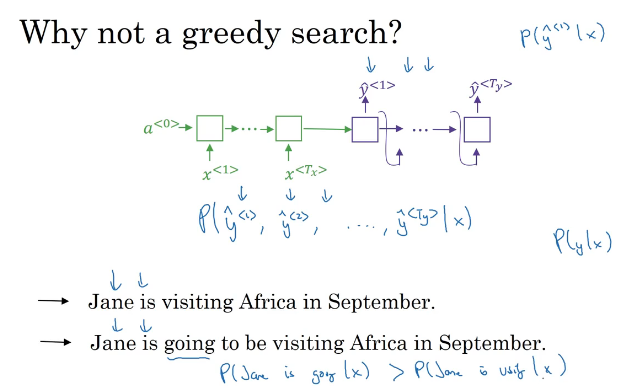 Why not a greedy search?
P(ŷ^<1>|x)
ŷ^<1> ŷ^<Ty>
a^<0>
x^<1> x^<Tx>
P(ŷ^<1>, ŷ^<2>, ...., ŷ^<Ty>|x)
P(y|x)
Jane is visiting Africa in September.
Jane is going to be visiting Africa in September.
P(Jane is going |x) > P(Jane is visiting |x)